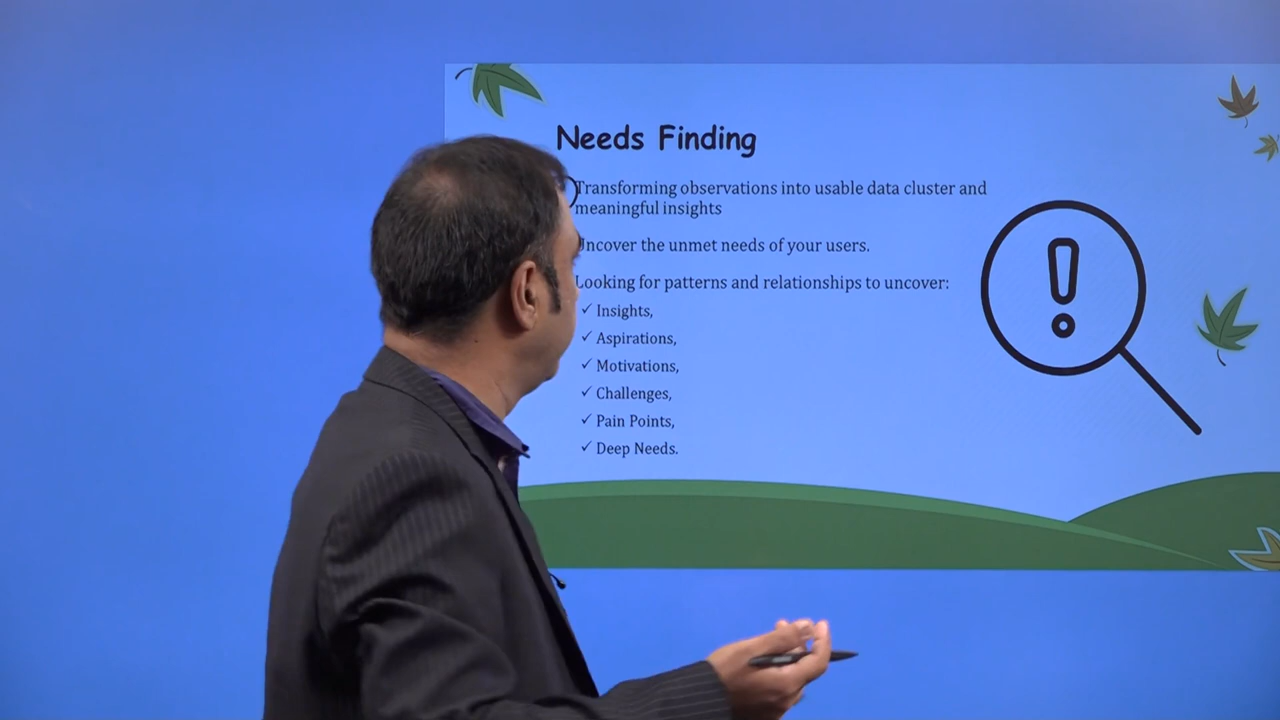 Needs Finding
Transforming observations into usable data cluster and
meaningful insights
Uncover the unmet needs of your users.
Looking for patterns and relationships to uncover:
✓ Insights,
✓ Aspirations,
✓ Motivations,
✓ Challenges,
✓ Pain Points,
✓ Deep Needs.